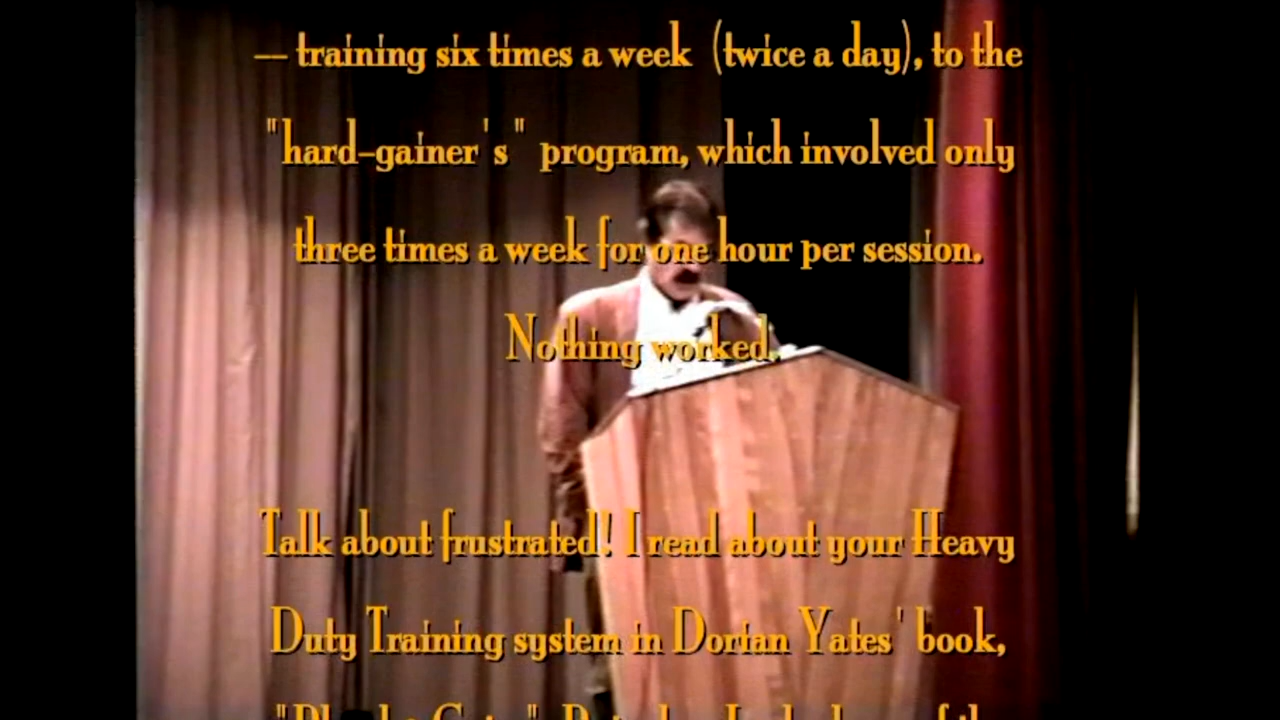 — training six times a week (twice a day), to the
"hard-gainer's" program, which involved only
three times a week for one hour per session.
Nothing worked.
Talk about frustrated! I read about your Heavy
Duty Training system in Dorian Yates' book,